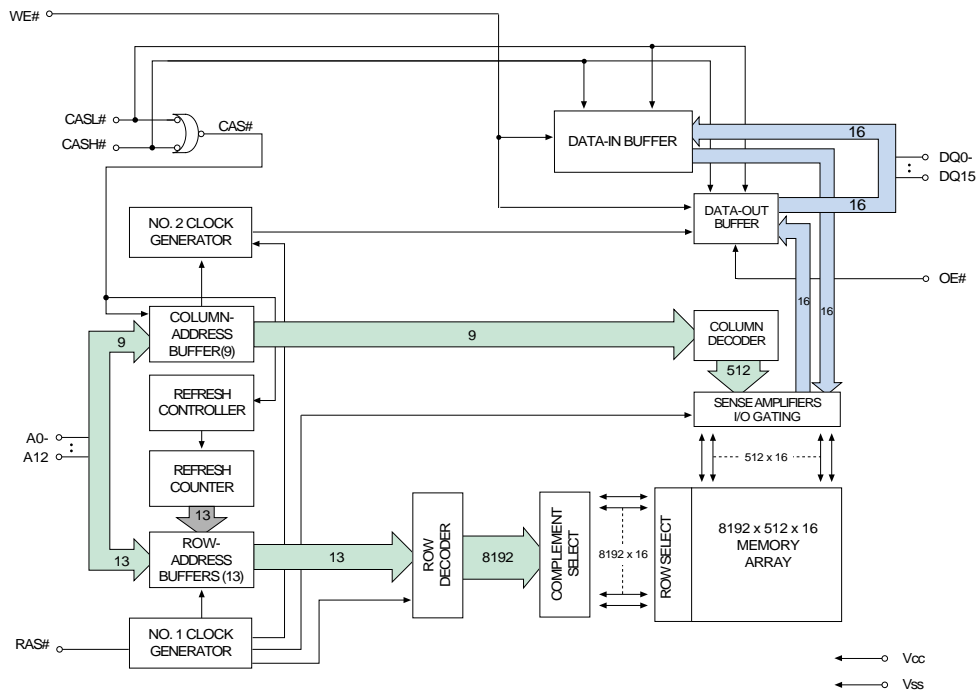 WE#
CASL#
CASH#
CAS#
DATA-IN BUFFER
16
DQ0-
:
DQ15
16
NO. 2 CLOCK
GENERATOR
DATA-OUT
BUFFER
OE#
16
16
COLUMN-
ADDRESS
BUFFER(9)
9
9
COLUMN
DECODER
512
REFRESH
CONTROLLER
SENSE AMPLIFIERS
I/O GATING
A0-
:
A12
512 x 16
REFRESH
COUNTER
13
ROW-
ADDRESS
BUFFERS (13)
13
13
ROW
DECODER
8192
COMPLEMENT
SELECT
8192 x 16
ROW SELECT
8192 x 512 x 16
MEMORY
ARRAY
RAS#
NO. 1 CLOCK
GENERATOR
Vcc
Vss